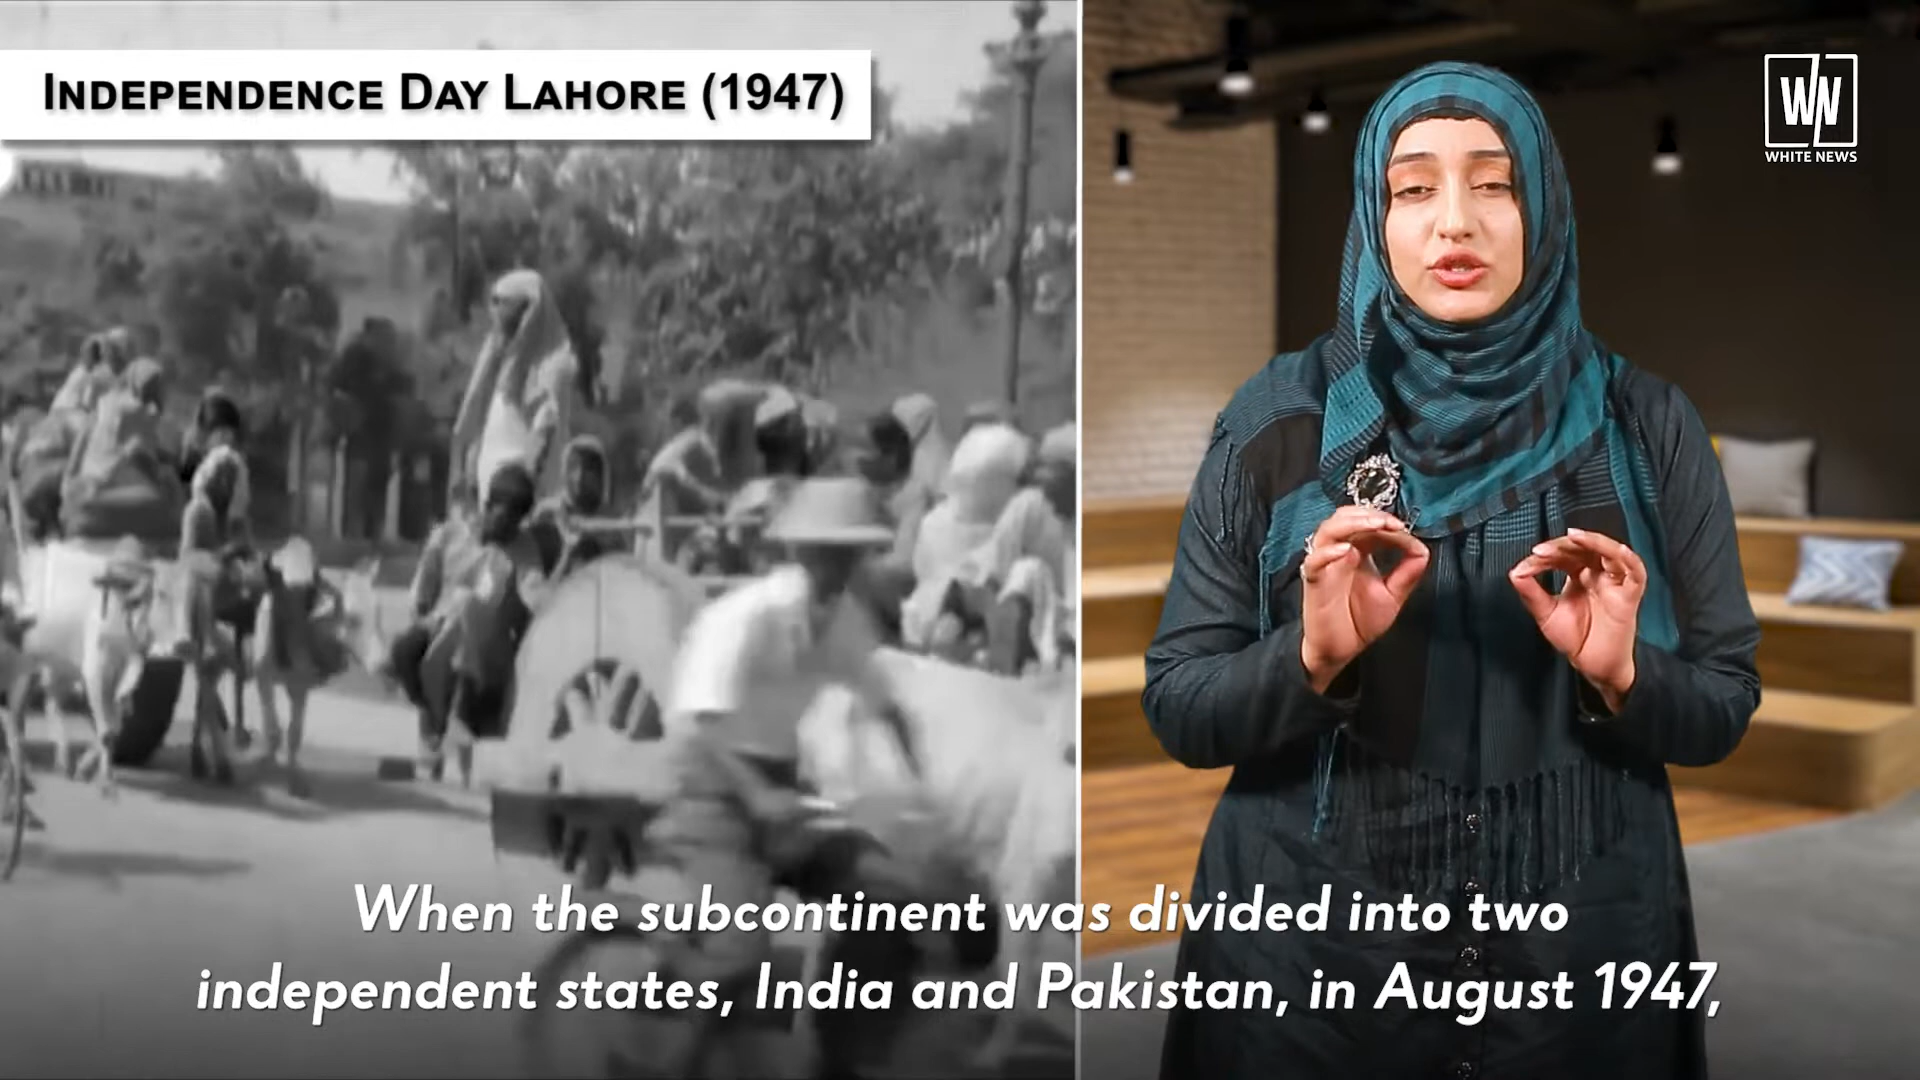 INDEPENDENCE DAY LAHORE (1947)
WN
WHITE NEWS
When the subcontinent was divided into two
independent states, India and Pakistan, in August 1947,